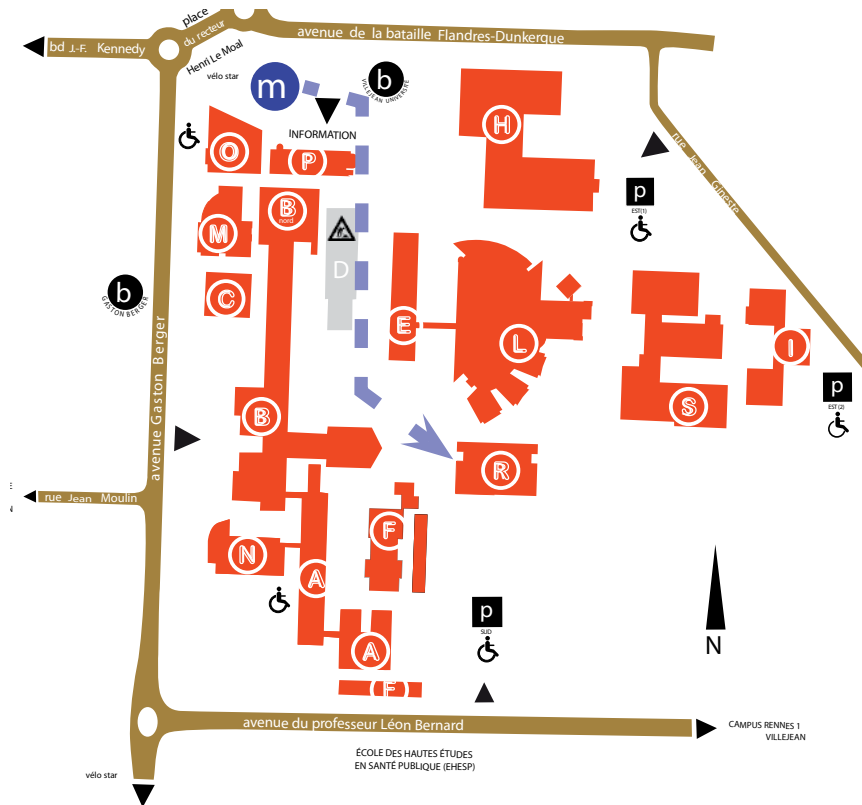 place
du recteur
Henri Le Moal
avenue de la bataille Flandres-Dunkerque
bd J.-F. Kennedy
vélo star
m
b
VILLEJEAN UNIVERSITÉ
INFORMATION
H
O
P
rue Jean Gineste
p
EST(1)
B
nord
M
D
C
b
GASTON BERGER
E
L
I
avenue Gaston Berger
p
EST (2)
S
B
R
E
N
rue Jean Moulin
F
N
A
p
SUD
N
A
F
avenue du professeur Léon Bernard
CAMPUS RENNES 1
VILLEJEAN
ÉCOLE DES HAUTES ÉTUDES
EN SANTÉ PUBLIQUE (EHESP)
vélo star